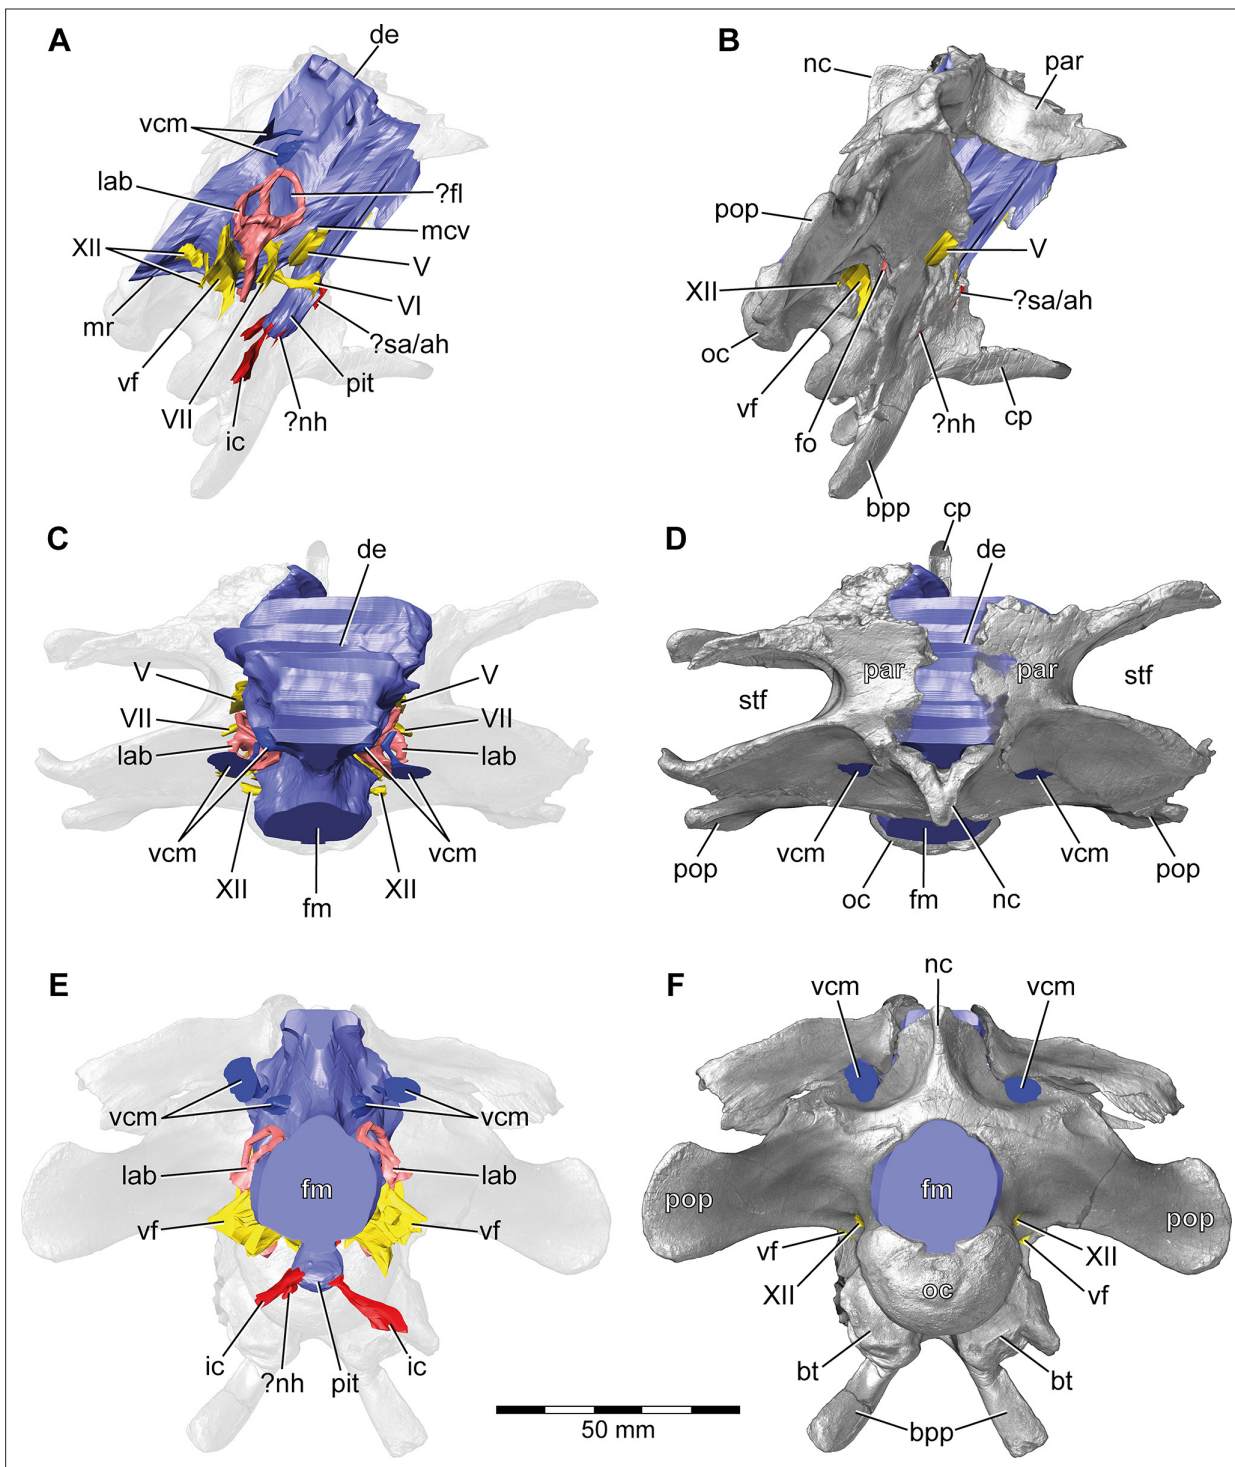 A
de
vcm
lab
?fl
mcv
XII
V
VI
mr
?sa/ah
vf
pit
VII
?nh
ic
B
nc
par
pop
V
XII
?sa/ah
oc
vf
cp
fo
?nh
bpp
C
de
V
V
VII
VII
lab
lab
vcm
vcm
XII
XII
fm
D
cp
de
par
par
stf
stf
vcm
vcm
pop
pop
oc
fm
nc
E
vcm
vcm
lab
lab
fm
vf
vf
ic
ic
?nh
pit
F
nc
vcm
vcm
fm
pop
pop
vf
XII
XII
vf
oc
bt
bt
bpp
50 mm